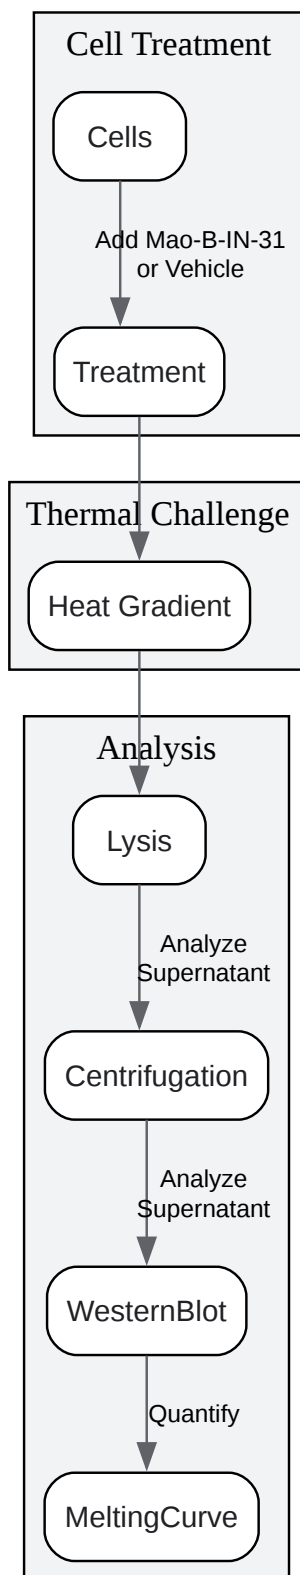 Cell Treatment
Cells
Add Mao-B-IN-31
or Vehicle
Treatment
Thermal Challenge
Heat Gradient
Analysis
Lysis
Analyze
Supernatant
Centrifugation
Analyze
Supernatant
WesternBlot
Quantify
MeltingCurve